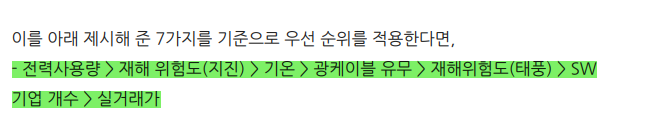 이를 아래 제시해 준 7가지를 기준으로 우선 순위를 적용한다면,
- 전력사용량 > 재해 위험도(지진) > 기온 > 광케이블 유무 > 재해위험도(태풍) > SW
기업 개수 > 실거래가